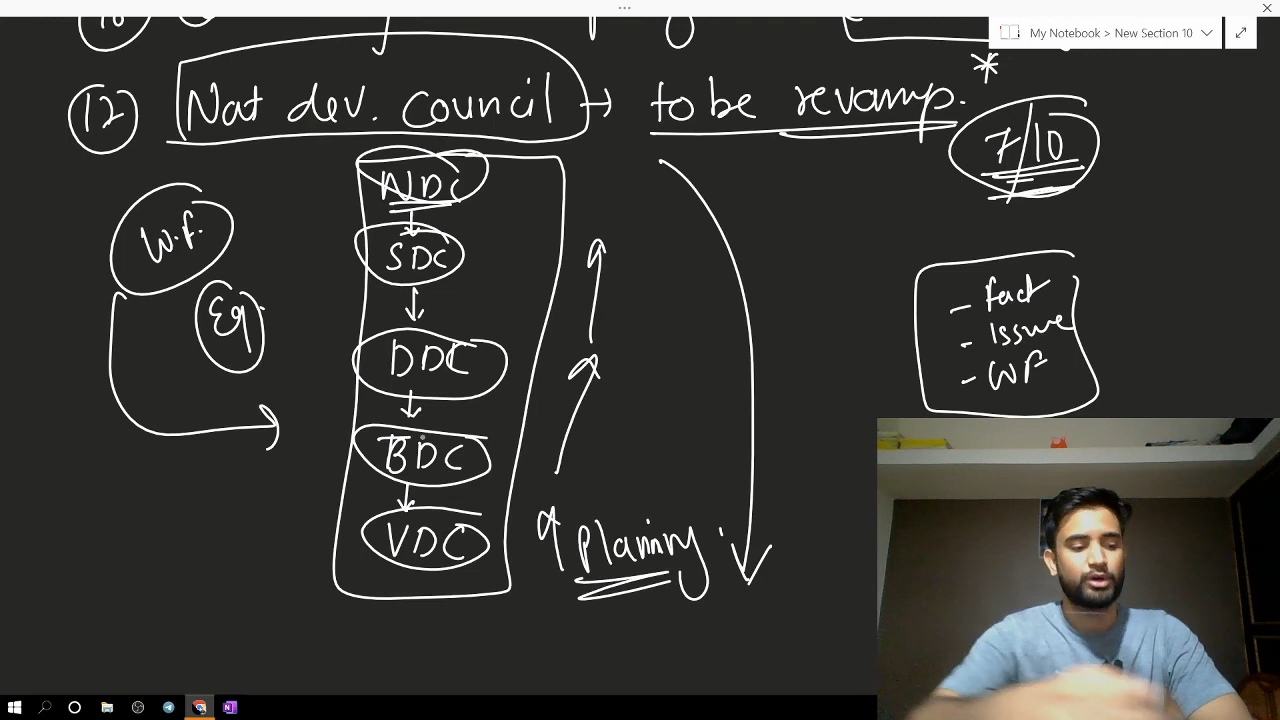 My Notebook > New Section 10
12 Nat dev. council → to be revamp.
7/10
NDC
W.F.
SDC
Eq
- fact
- Issue
- WF
DDC
BDC
VDC
Planning